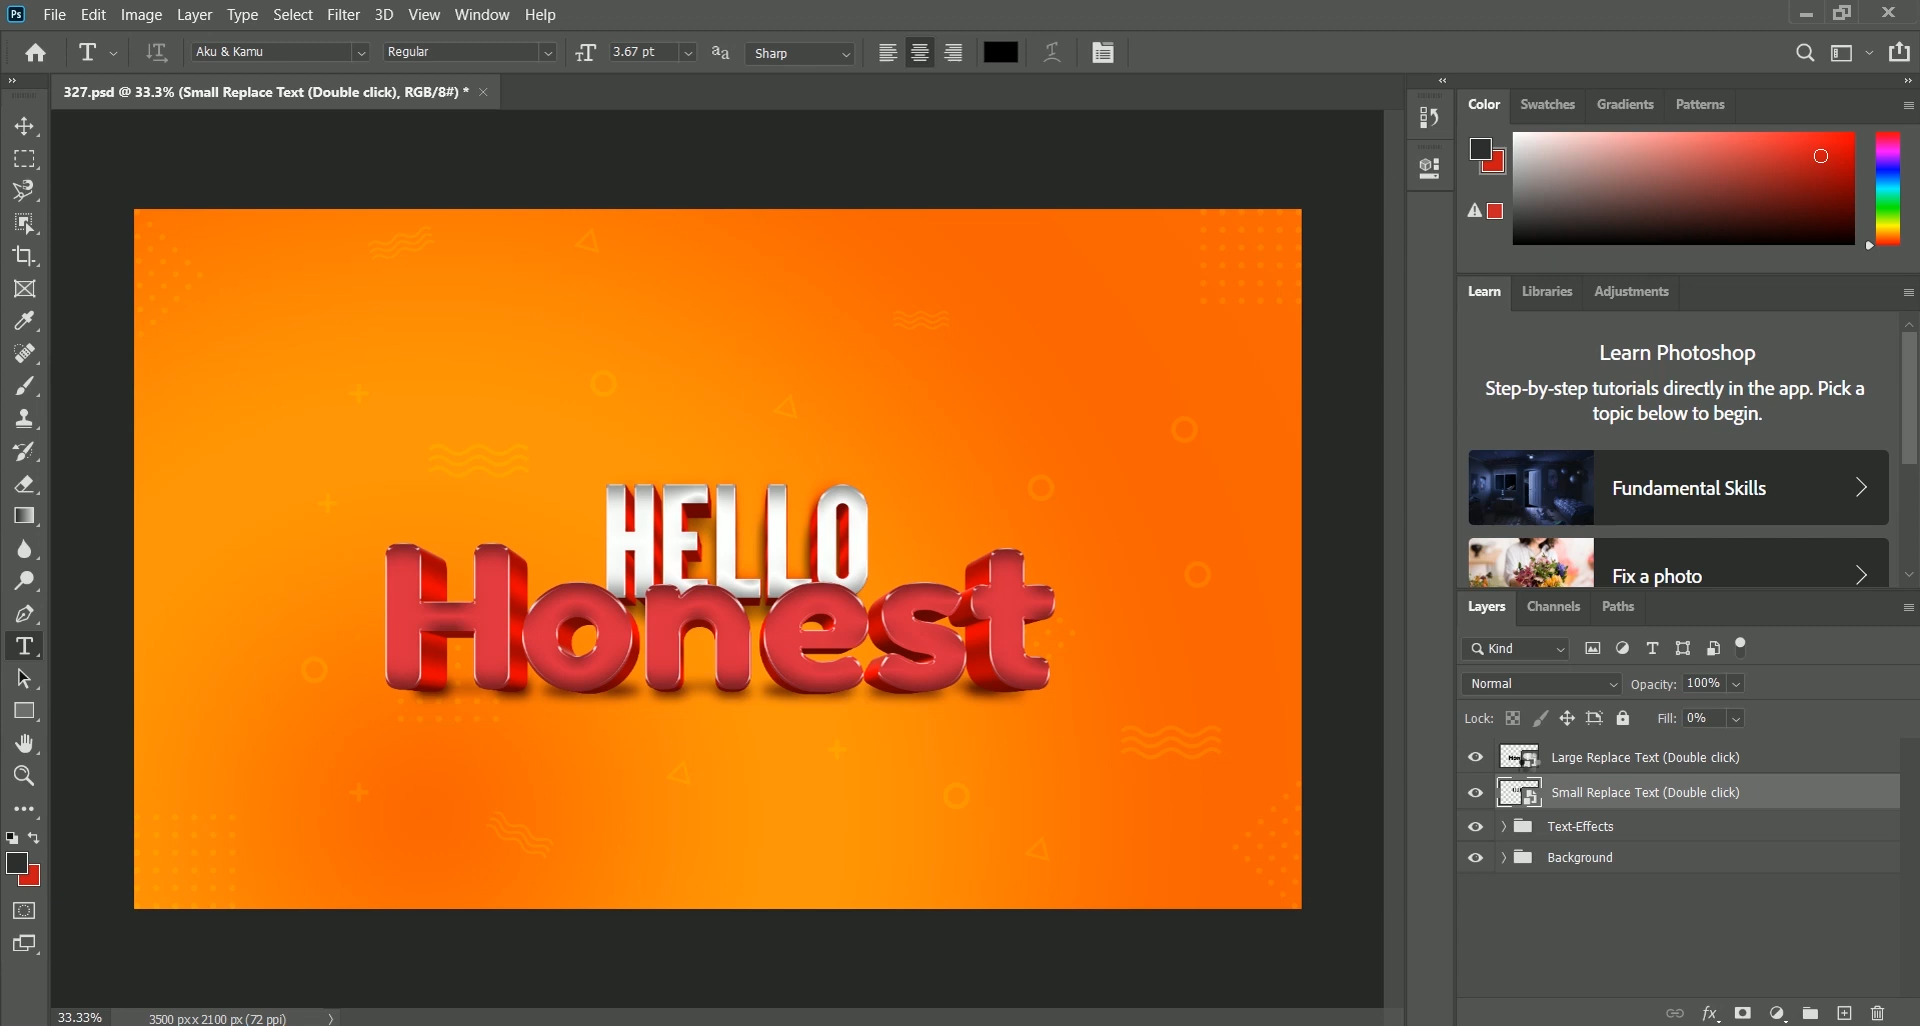 Ps File Edit Image Layer Type Select Filter 3D View Window Help
Aku & Kamu Regular 3.67 pt Sharp
327.psd @ 33.3% (Small Replace Text (Double click), RGB/8#) *
HELLO
Honest
33.33% 3500 px x 2100 px (72 ppi)
Color Swatches Gradients Patterns
Learn Libraries Adjustments
Learn Photoshop
Step-by-step tutorials directly in the app. Pick a
topic below to begin.
Fundamental Skills
Fix a photo
Layers Channels Paths
Kind
Normal Opacity: 100%
Lock: Fill: 0%
Large Replace Text (Double click)
Small Replace Text (Double click)
Text-Effects
Background
fx